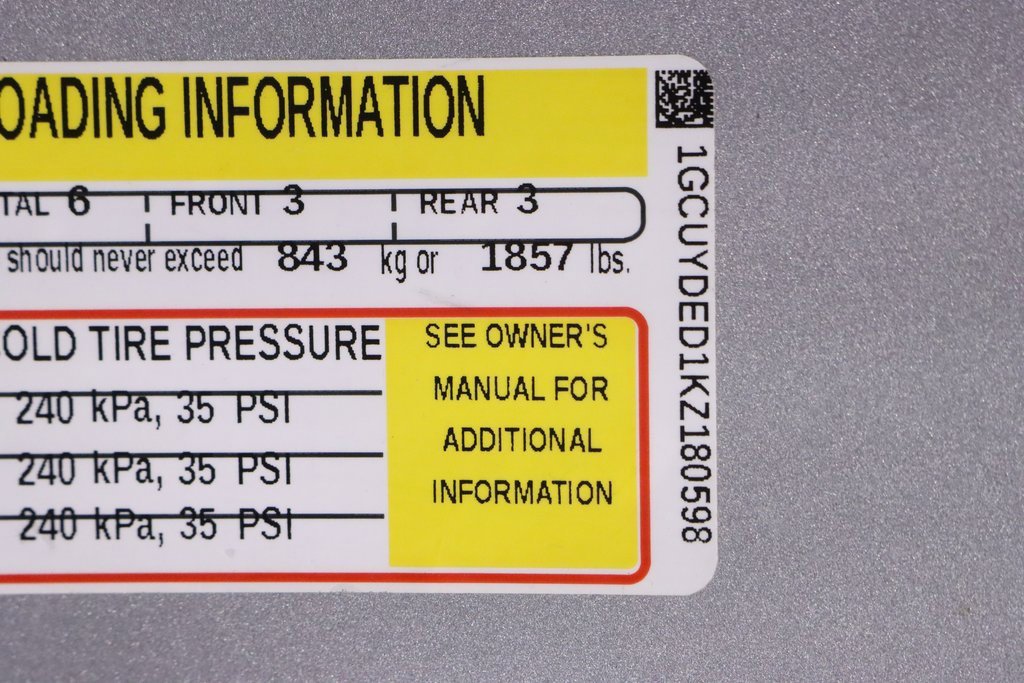 OADING INFORMATION
TAL 6 FRONT 3 REAR 3
should never exceed 843 kg or 1857 lbs.
OLD TIRE PRESSURE
240 kPa, 35 PSI
240 kPa, 35 PSI
240 kPa, 35 PSI
SEE OWNER'S
MANUAL FOR
ADDITIONAL
INFORMATION
1GCUYDED1KZ180598